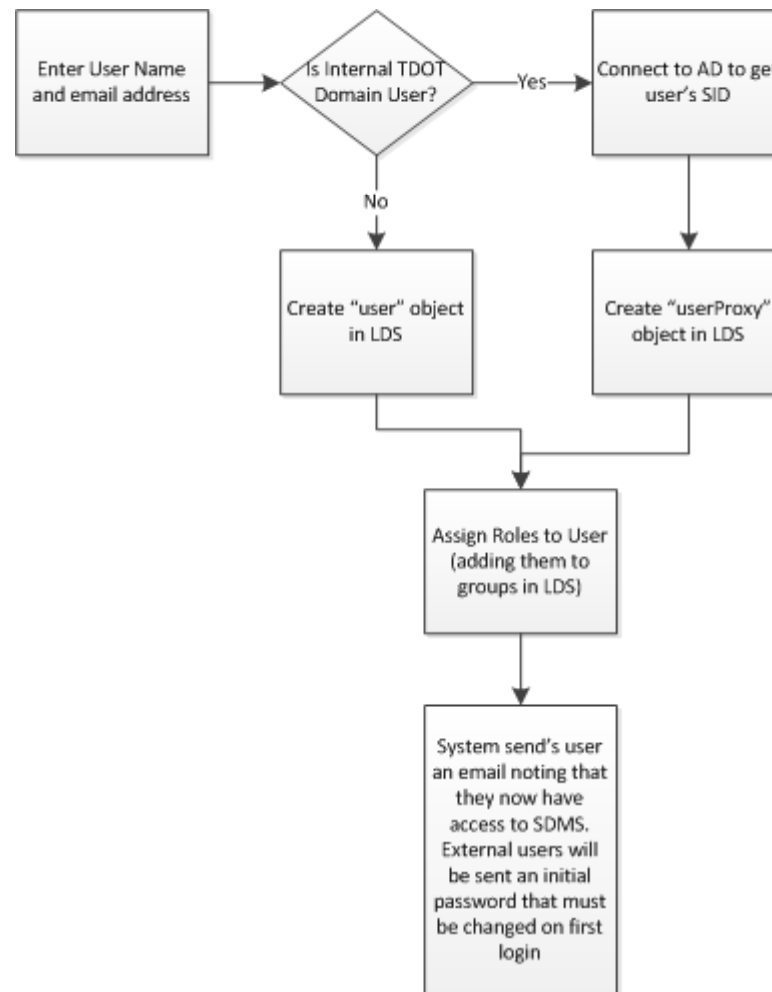 Enter User Name
and email address
Is Internal TDOT
Domain User?
Yes
Connect to AD to ge
user's SID
No
Create “user” object
in LDS
Create “userProxy”
object in LDS
Assign Roles to User
(adding them to
groups in LDS)
System send's user
an email noting that
they now have
access to SDMS.
External users will
be sent an initial
password that must
be changed on first
login